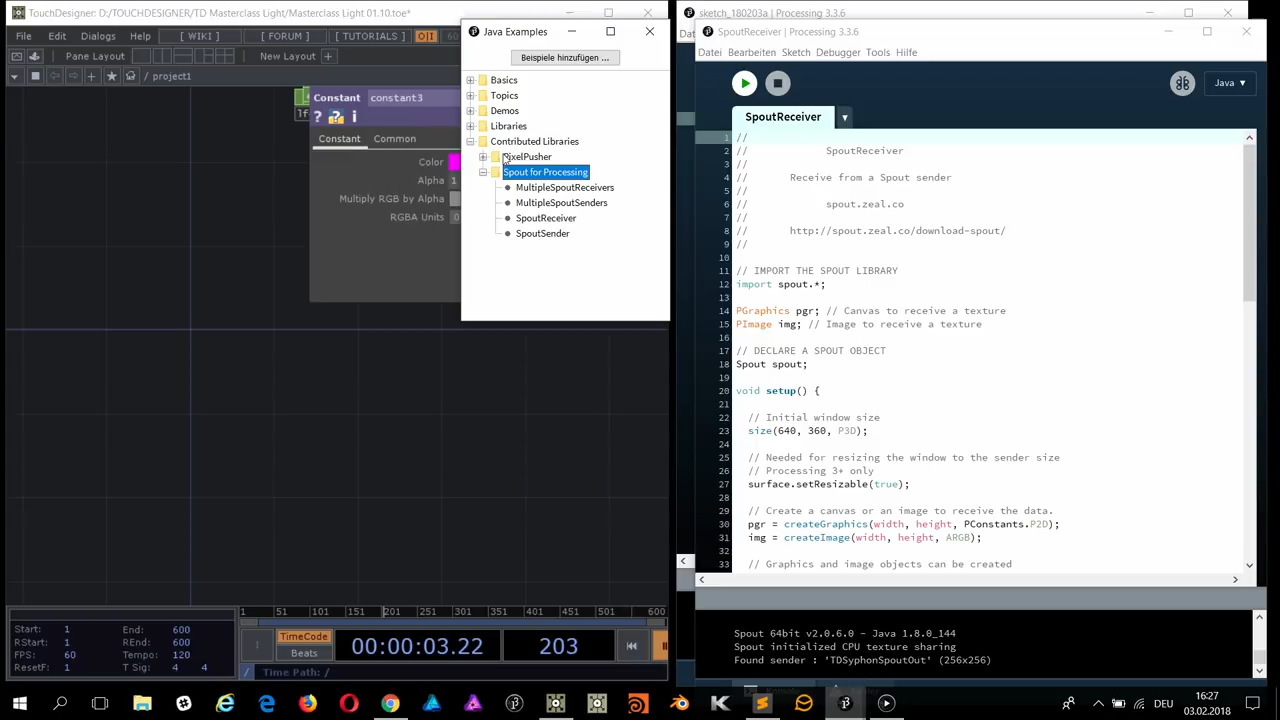 TouchDesigner: D:/TOUCHDESIGNER/TD Masterclass Light/Masterclass Light 01.10.toe*
File Edit Dialogs Help [ WIKI ] [ FORUM ] [ TUTORIALS ] O|I
Pane Layout New Layout
/ project1
Constant constant3
? ? i
Constant Common
Color
Alpha 1
Multiply RGB by Alpha
RGBA Units 0
Java Examples
Beispiele hinzufügen ...
Basics
Topics
Demos
Libraries
Contributed Libraries
PixelPusher
Spout for Processing
MultipleSpoutReceivers
MultipleSpoutSenders
SpoutReceiver
SpoutSender
sketch_180203a | Processing 3.3.6
Dat
SpoutReceiver | Processing 3.3.6
Datei Bearbeiten Sketch Debugger Tools Hilfe
Java ▾
SpoutReceiver
1 //
2 // SpoutReceiver
3 //
4 // Receive from a Spout sender
5 //
6 // spout.zeal.co
7 //
8 // http://spout.zeal.co/download-spout/
9 //
10
11 // IMPORT THE SPOUT LIBRARY
12 import spout.*;
13
14 PGraphics pgr; // Canvas to receive a texture
15 PImage img; // Image to receive a texture
16
17 // DECLARE A SPOUT OBJECT
18 Spout spout;
19
20 void setup() {
21
22 // Initial window size
23 size(640, 360, P3D);
24
25 // Needed for resizing the window to the sender size
26 // Processing 3+ only
27 surface.setResizable(true);
28
29 // Create a canvas or an image to receive the data.
30 pgr = createGraphics(width, height, PConstants.P2D);
31 img = createImage(width, height, ARGB);
32
33 // Graphics and image objects can be created
Spout 64bit v2.0.6.0 - Java 1.8.0_144
Spout initialized CPU texture sharing
Found sender : 'TDSyphonSpoutOut' (256x256)
1 51 101 151 201 251 301 351 401 451 501 551 600
Start: 1 End: 600
RStart: 1 REnd: 600
FPS: 60 Tempo: 120
ResetF: 1 T Sig: 4 4
TimeCode
Beats
00:00:03.22
203
/ Time Path: /
DEU
16:27
03.02.2018